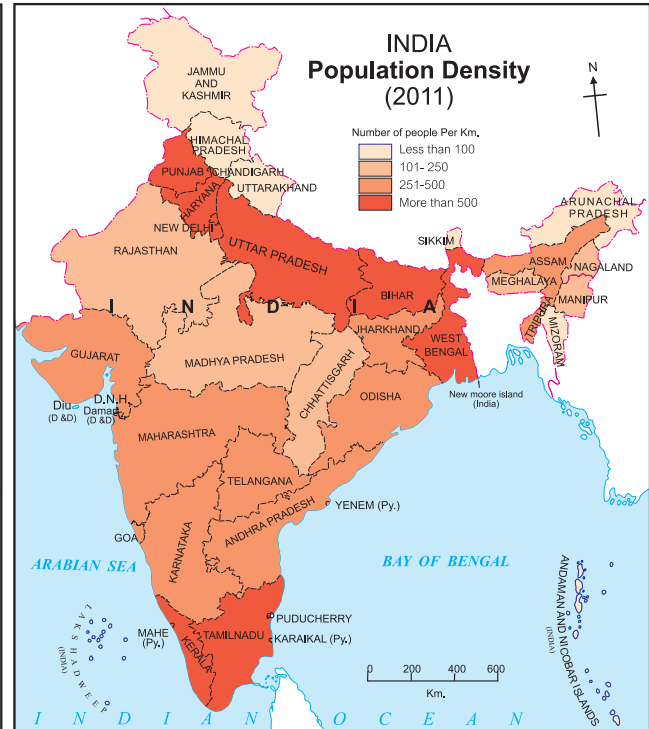 INDIA
Population Density
(2011)
N
Number of people Per Km.
Less than 100
101- 250
251-500
More than 500
JAMMU
AND
KASHMIR
HIMACHAL
PRADESH
PUNJAB
CHANDIGARH
UTTARAKHAND
HARYANA
NEW DELHI
RAJASTHAN
UTTAR PRADESH
SIKKIM
ARUNACHAL
PRADESH
ASSAM
NAGALAND
MEGHALAYA
MANIPUR
TRIPURA
MIZORAM
BIHAR
I N D I A
JHARKHAND
WEST
BENGAL
GUJARAT
MADHYA PRADESH
CHHATTISGARH
ODISHA
New moore island
(India)
D.N.H.
Diu
(D &D)
Daman
(D &D)
MAHARASHTRA
TELANGANA
ANDHRA PRADESH
YENEM (Py.)
GOA
KARNATAKA
ARABIAN SEA
BAY OF BENGAL
ANDAMAN AND NICOBAR ISLANDS
(INDIA)
LAKSHADWEEP
(INDIA)
MAHE
(Py.)
KERALA
TAMILNADU
PUDUCHERRY
KARAIKAL (Py.)
0 200 400 600
Km.
I N D I A N O C E A N